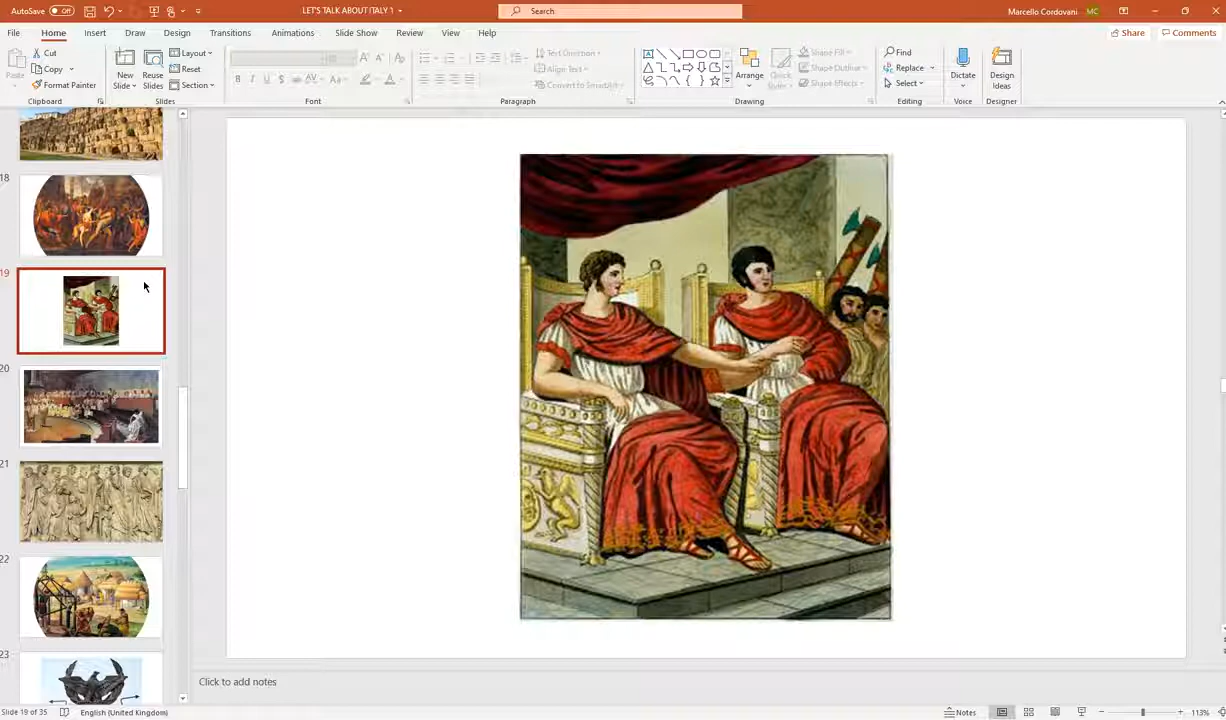 AutoSave Off LET'S TALK ABOUT ITALY 1 Search Marcello Cordovani MC
File Home Insert Draw Design Transitions Animations Slide Show Review View Help Share Comments
Paste Cut Copy Format Painter
Clipboard
New Slide Reuse Slides Layout Reset Section
Slides
Font
Text Direction Align Text Convert to SmartArt
Paragraph
Arrange Quick Styles Shape Fill Shape Outline Shape Effects
Drawing
Find Replace Select
Editing
Dictate
Voice
Design Ideas
Designer
18
19
20
21
22
23
Click to add notes
Slide 19 of 35 English (United Kingdom) Notes 113%